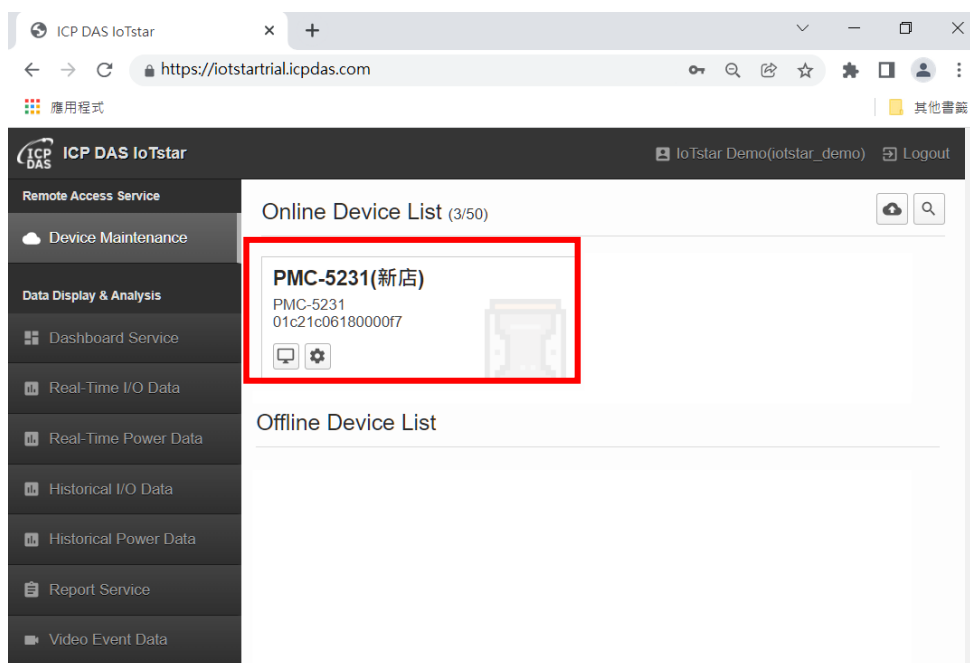 ICP DAS IoTstar
https://iotstartrial.icpdas.com
應用程式
其他書籤
ICP DAS
ICP DAS IoTstar
IoTstar Demo(iotstar_demo)
Logout
Remote Access Service
Device Maintenance
Data Display & Analysis
Dashboard Service
Real-Time I/O Data
Real-Time Power Data
Historical I/O Data
Historical Power Data
Report Service
Video Event Data
Online Device List (3/50)
PMC-5231(新店)
PMC-5231
01c21c06180000f7
Offline Device List